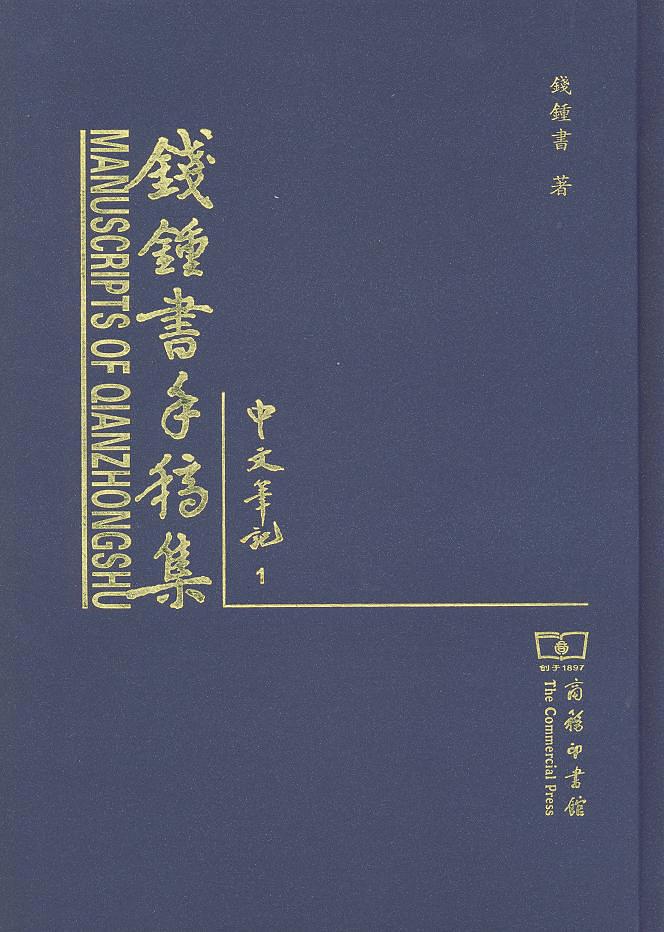 錢鍾書 著
錢鍾書手稿集
MANUSCRIPTS OF QIANZHONGSHU
中文筆記
1
创于1897
商務印書館
The Commercial Press